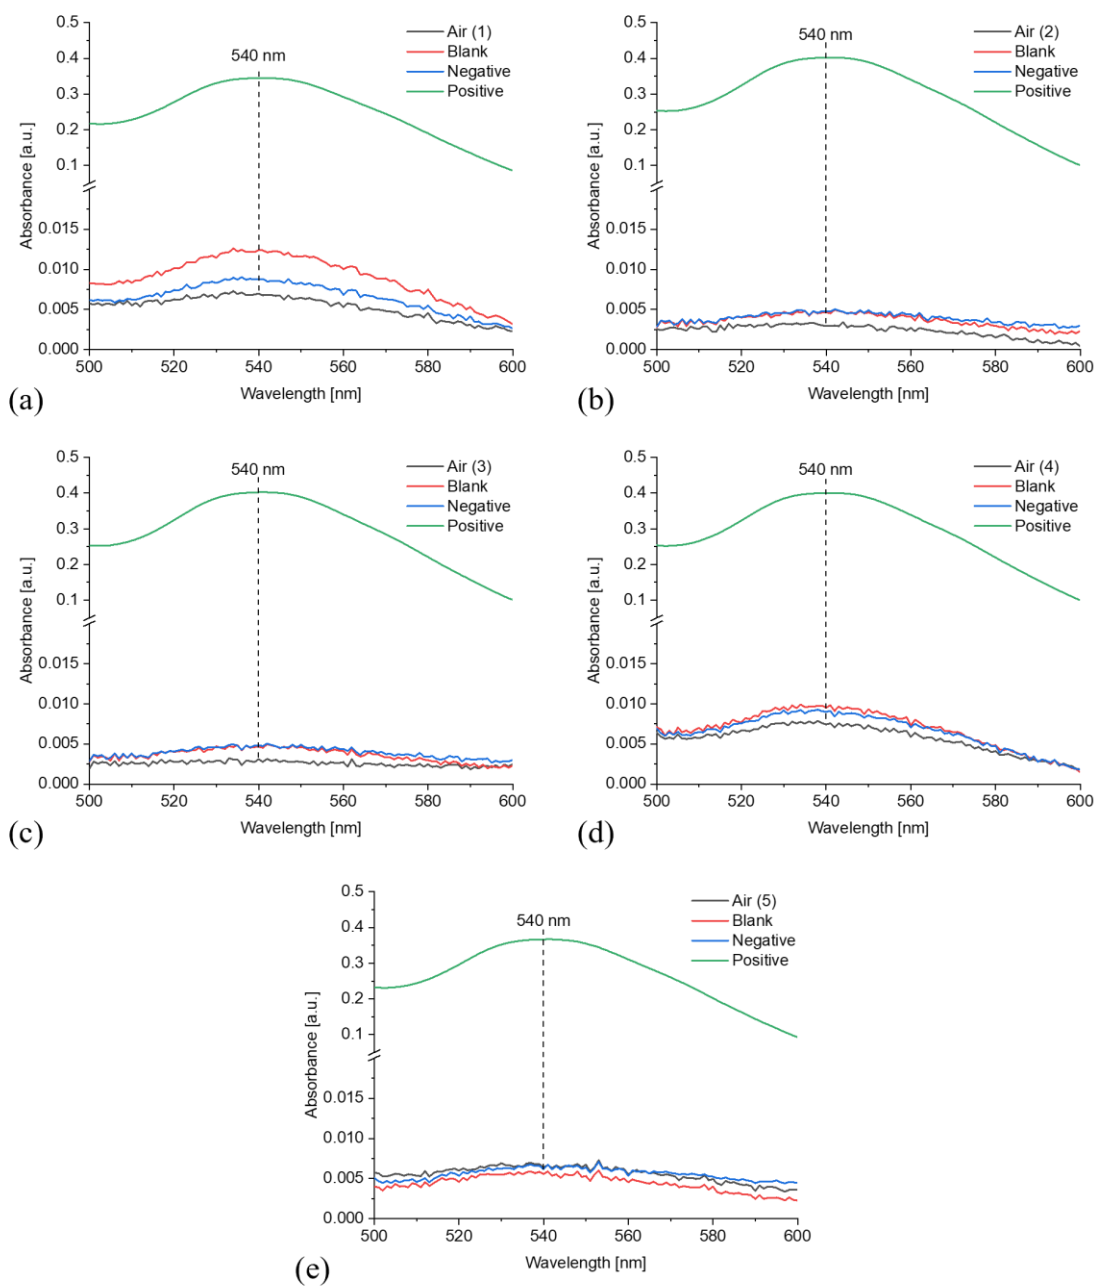 0.5
0.4
0.3
0.2
0.1
0.015
0.010
0.005
0.000
Absorbance [a.u.]
540 nm
Air (1)
Blank
Negative
Positive
500 520 540 560 580 600
Wavelength [nm]
(a)
0.5
0.4
0.3
0.2
0.1
0.015
0.010
0.005
0.000
Absorbance [a.u.]
540 nm
Air (2)
Blank
Negative
Positive
500 520 540 560 580 600
Wavelength [nm]
(b)
0.5
0.4
0.3
0.2
0.1
0.015
0.010
0.005
0.000
Absorbance [a.u.]
540 nm
Air (3)
Blank
Negative
Positive
500 520 540 560 580 600
Wavelength [nm]
(c)
0.5
0.4
0.3
0.2
0.1
0.015
0.010
0.005
0.000
Absorbance [a.u.]
540 nm
Air (4)
Blank
Negative
Positive
500 520 540 560 580 600
Wavelength [nm]
(d)
0.5
0.4
0.3
0.2
0.1
0.015
0.010
0.005
0.000
Absorbance [a.u.]
540 nm
Air (5)
Blank
Negative
Positive
500 520 540 560 580 600
Wavelength [nm]
(e)